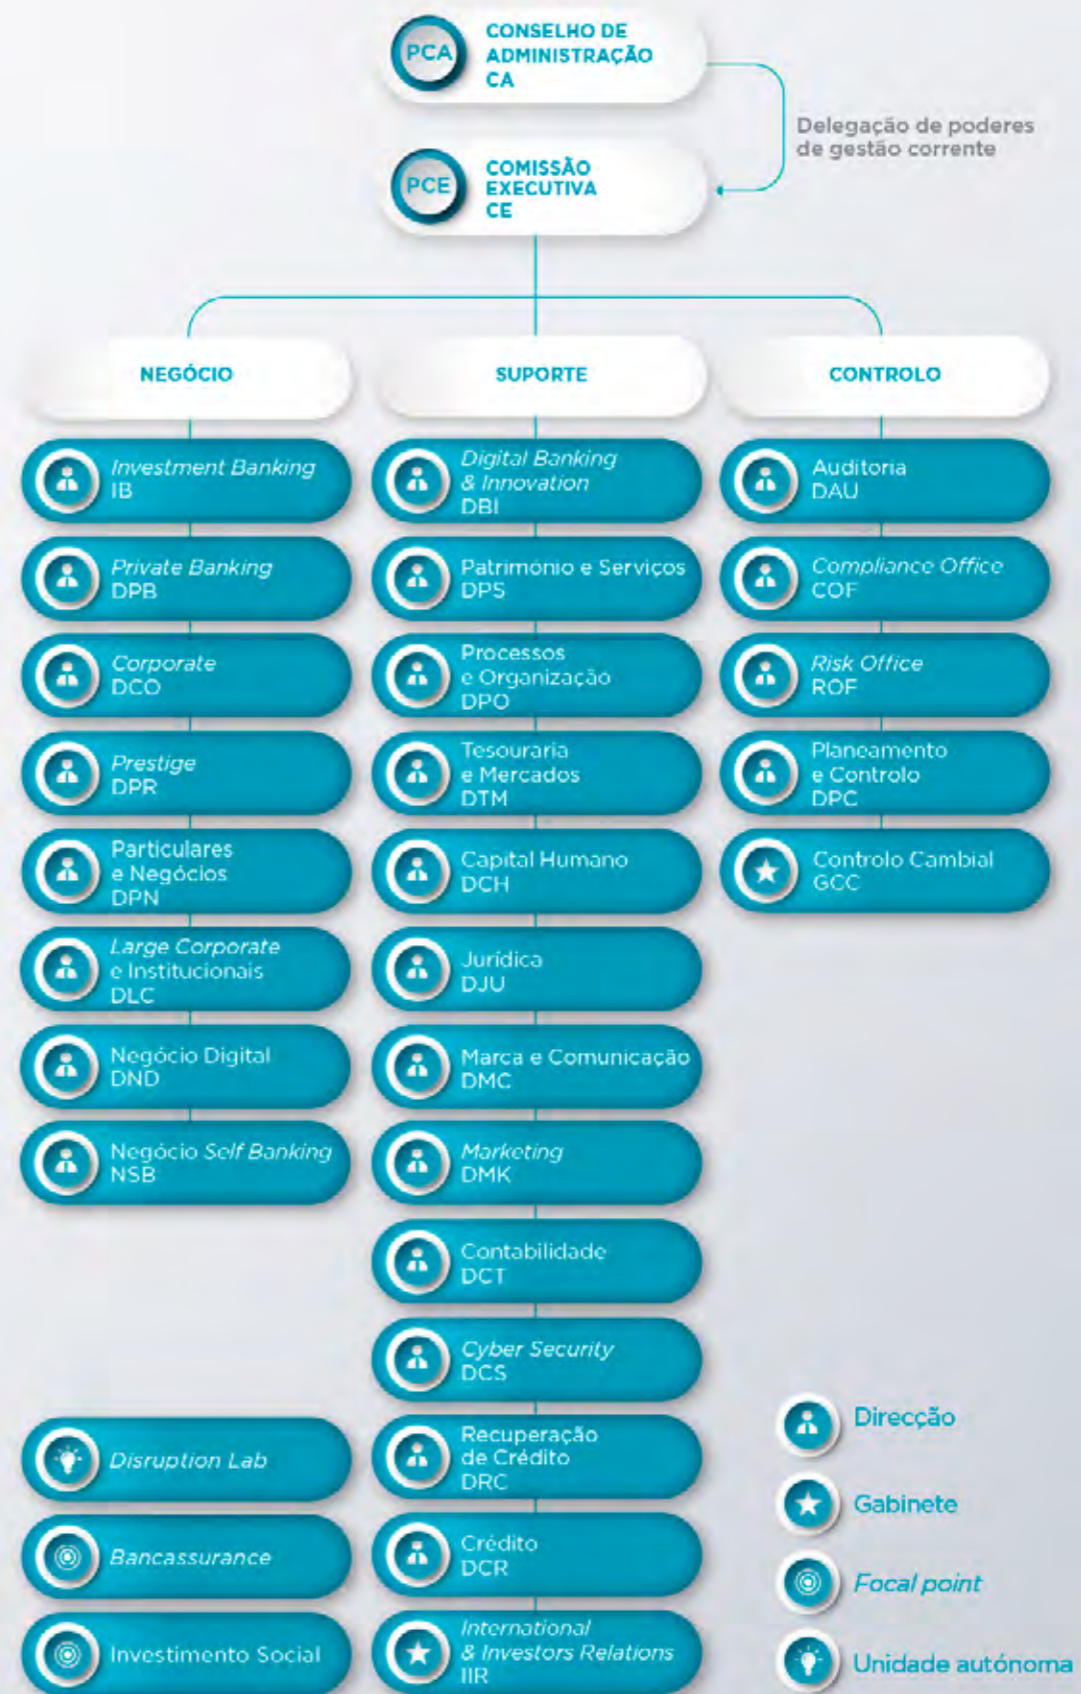 PCA
CONSELHO DE
ADMINISTRAÇÃO
CA
Delegação de poderes
de gestão corrente
PCE
COMISSÃO
EXECUTIVA
CE
NEGÓCIO
Investment Banking
IB
Private Banking
DPB
Corporate
DCO
Prestige
DPR
Particulares
e Negócios
DPN
Large Corporate
e Institucionais
DLC
Negócio Digital
DND
Negócio Self Banking
NSB
SUPORTE
Digital Banking
& Innovation
DBI
Património e Serviços
DPS
Processos
e Organização
DPO
Tesouraria
e Mercados
DTM
Capital Humano
DCH
Jurídica
DJU
Marca e Comunicação
DMC
Marketing
DMK
Contabilidade
DCT
Cyber Security
DCS
Recuperação
de Crédito
DRC
Crédito
DCR
International
& Investors Relations
IIR
CONTROLO
Auditoria
DAU
Compliance Office
COF
Risk Office
ROF
Planeamento
e Controlo
DPC
Controlo Cambial
GCC
Disruption Lab
Bancassurance
Investimento Social
Direcção
Gabinete
Focal point
Unidade autónoma